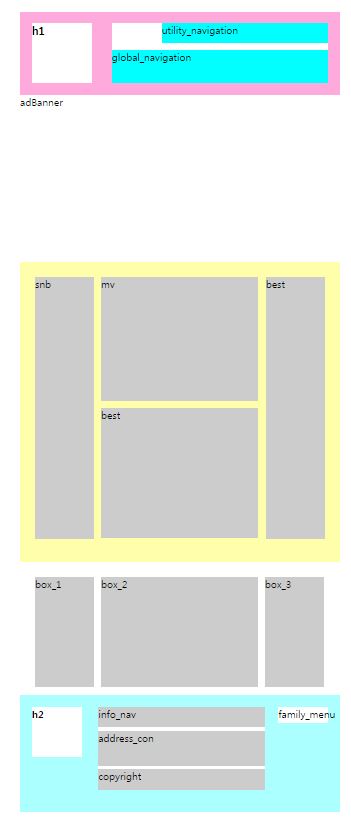 h1
utility_navigation
global_navigation
adBanner
snb
mv
best
best
box_1
box_2
box_3
h2
info_nav
family_menu
address_con
copyright